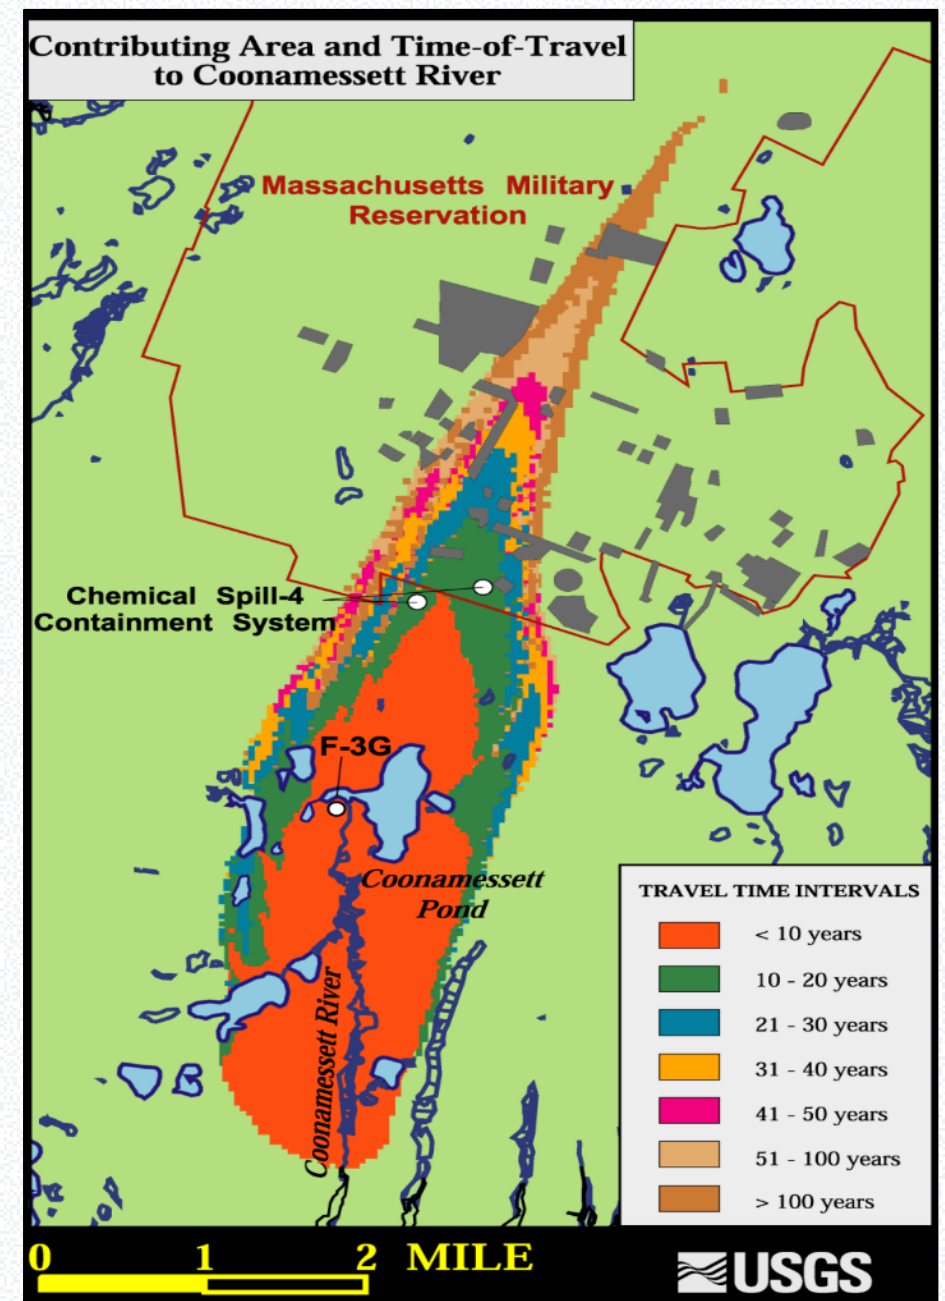 Contributing Area and Time-of-Travel
to Coonamessett River
Massachusetts Military
Reservation
Chemical Spill-4
Containment System
F-3G
Coonamessett
Pond
Coonamessett River
TRAVEL TIME INTERVALS
< 10 years
10 - 20 years
21 - 30 years
31 - 40 years
41 - 50 years
51 - 100 years
> 100 years
0 1 2 MILE
USGS